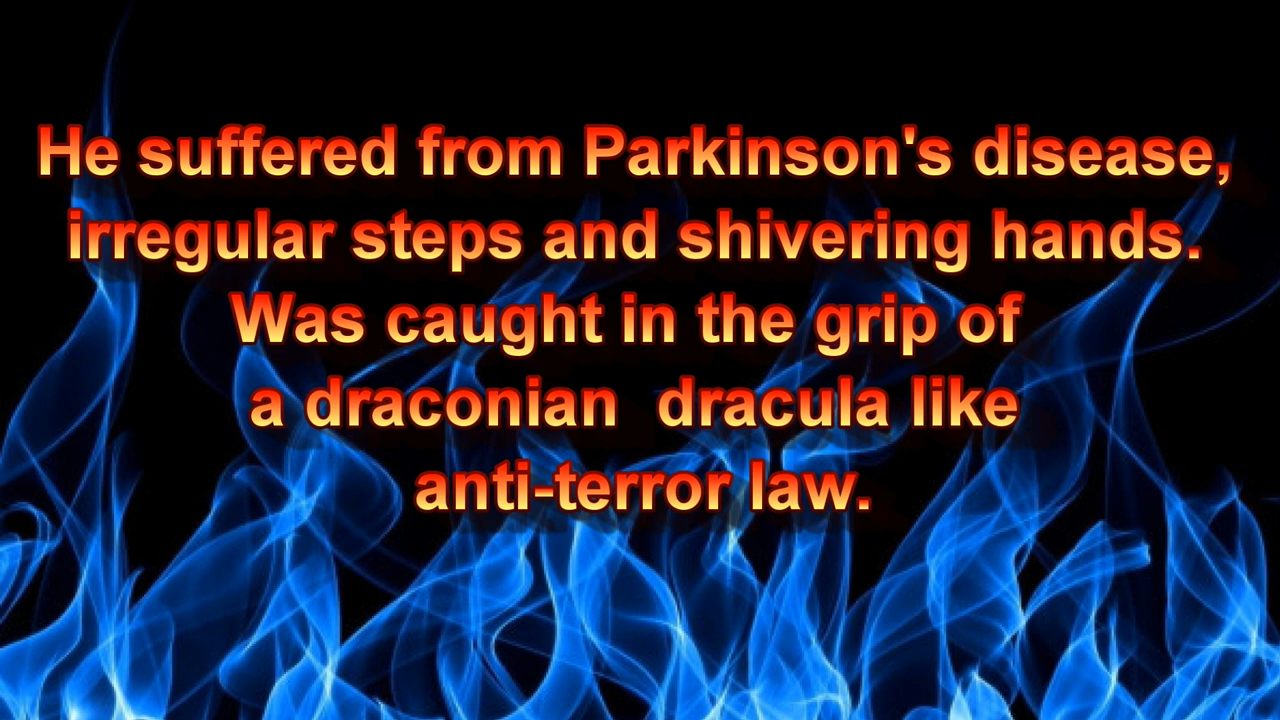 He suffered from Parkinson's disease,
irregular steps and shivering hands.
Was caught in the grip of
a draconian  dracula like
anti-terror law.